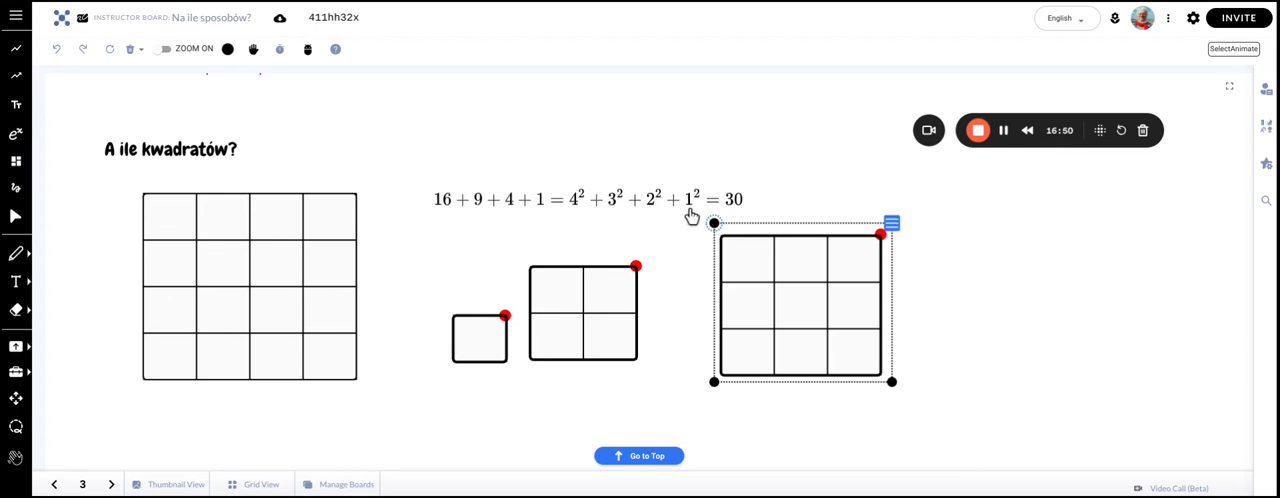 INSTRUCTOR BOARD: Na ile sposobów? 411hh32x
English
INVITE
ZOOM ON
SelectAnimate
A ile kwadratów?
16:50
16 + 9 + 4 + 1 = 4² + 3² + 2² + 1² = 30
Go to Top
3 Thumbnail View Grid View Manage Boards
Video Call (Beta)